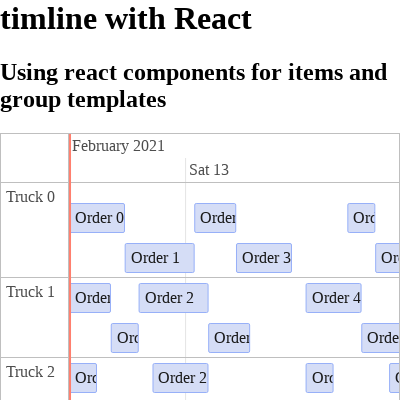 timline with React
Using react components for items and
group templates
February 2021
Sat 13
Truck 0
Order 0
Order
Orc
Order 1
Order 3
Or
Truck 1
Order
Order 2
Order 4
Orc
Order
Orde
Truck 2
Orc
Order 2
Orc